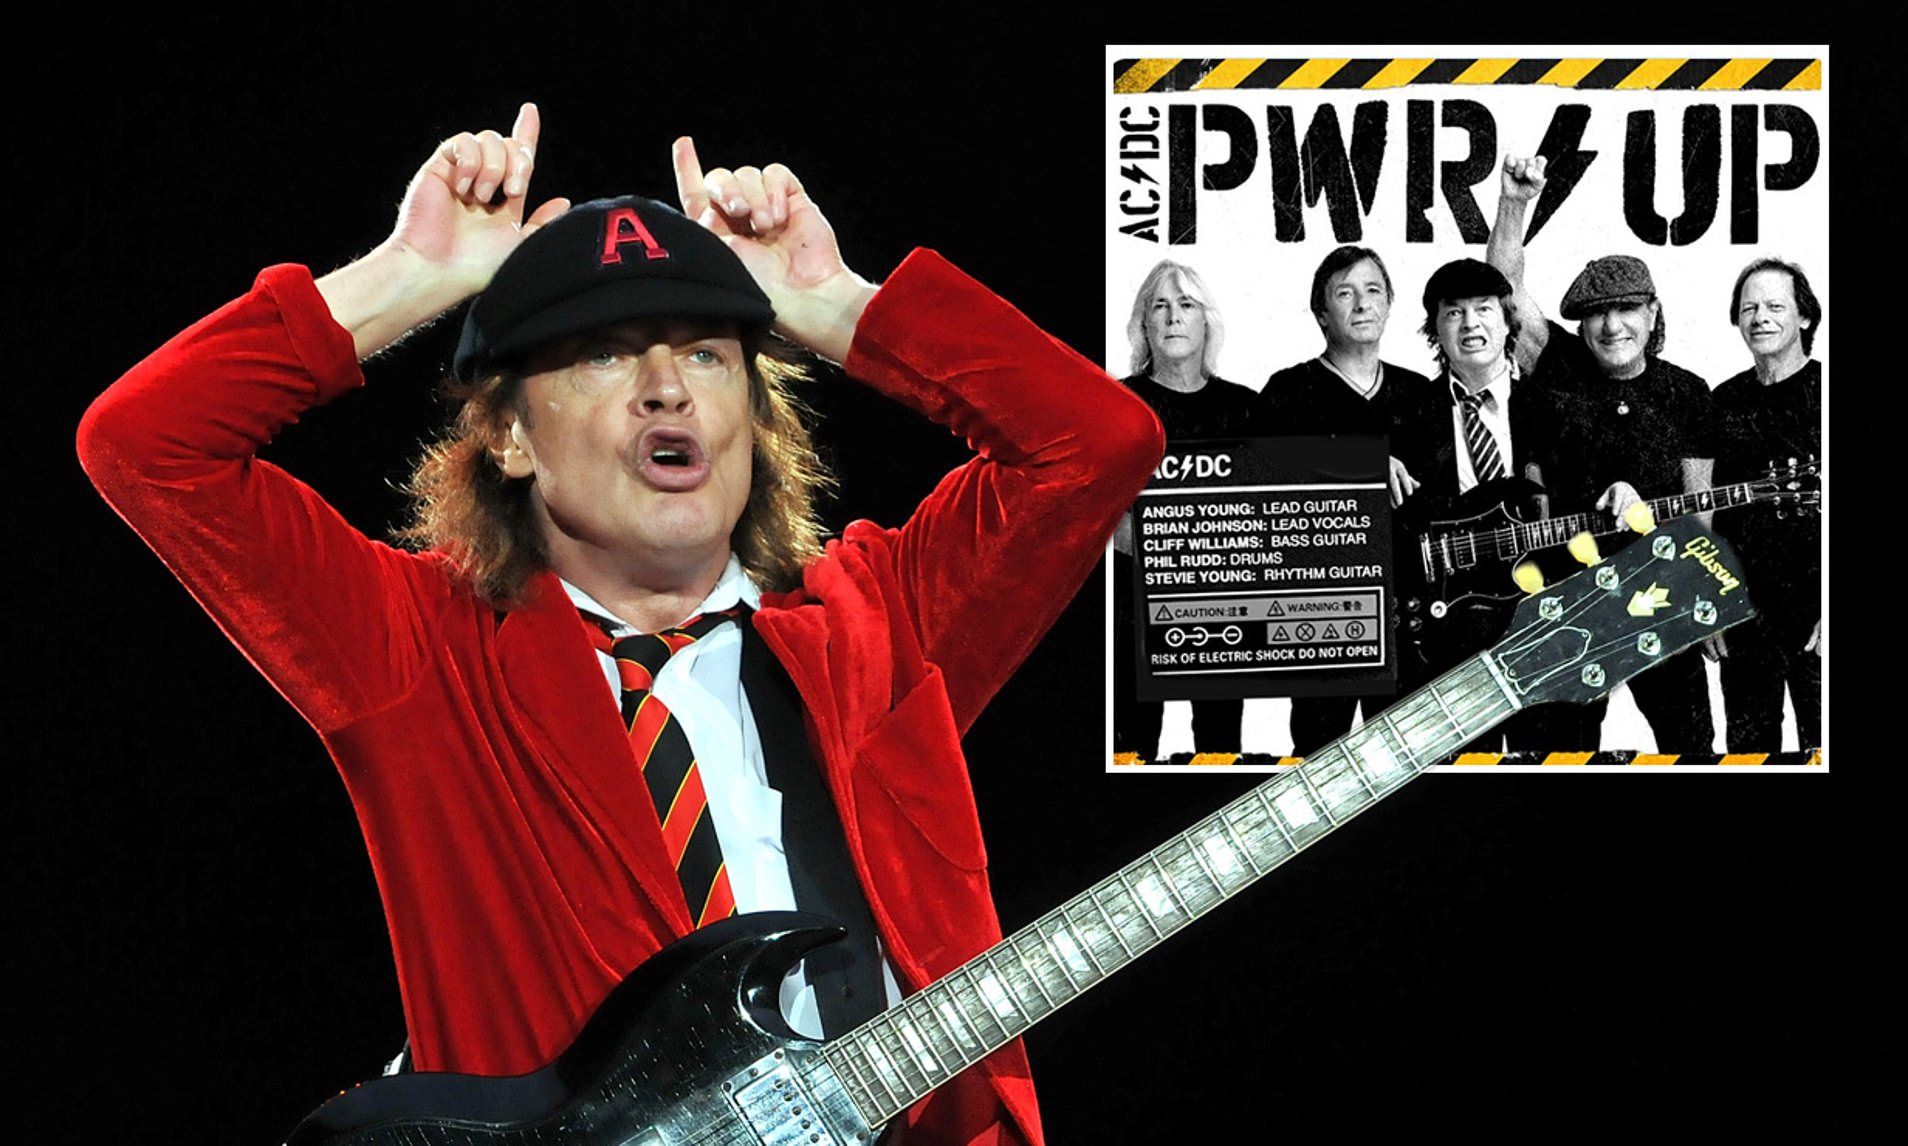 A
AC⚡DC
PWR⚡UP
AC⚡DC
ANGUS YOUNG: LEAD GUITAR
BRIAN JOHNSON: LEAD VOCALS
CLIFF WILLIAMS: BASS GUITAR
PHIL RUDD: DRUMS
STEVIE YOUNG: RHYTHM GUITAR
CAUTION:注意 WARNING:警告
RISK OF ELECTRIC SHOCK DO NOT OPEN
Gibson